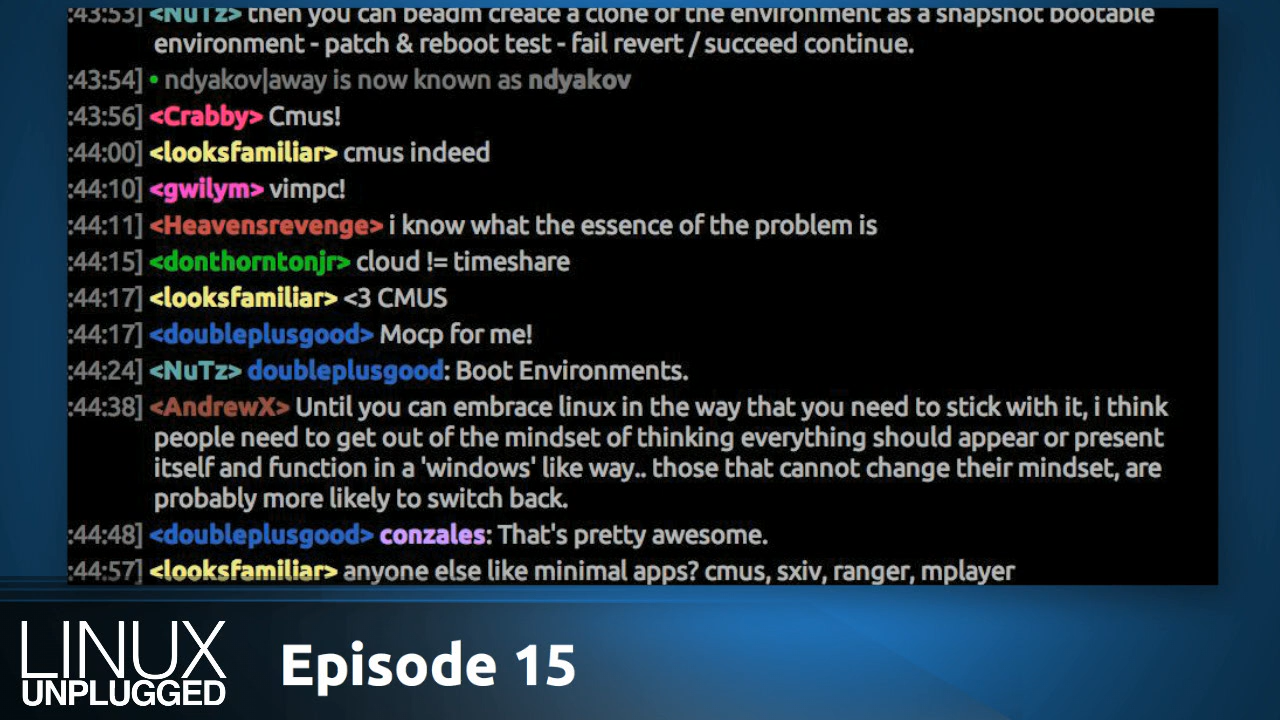 :43:53] <NuTz> then you can beadm create a clone of the environment as a snapshot bootable
environment - patch & reboot test - fail revert / succeed continue.
:43:54] • ndyakov|away is now known as ndyakov
:43:56] <Crabby> Cmus!
:44:00] <looksfamiliar> cmus indeed
:44:10] <gwilym> vimpc!
:44:11] <Heavensrevenge> i know what the essence of the problem is
:44:15] <donthorntonjr> cloud != timeshare
:44:17] <looksfamiliar> <3 CMUS
:44:17] <doubleplusgood> Mocp for me!
:44:24] <NuTz> doubleplusgood: Boot Environments.
:44:38] <AndrewX> Until you can embrace linux in the way that you need to stick with it, i think
people need to get out of the mindset of thinking everything should appear or present
itself and function in a 'windows' like way.. those that cannot change their mindset, are
probably more likely to switch back.
:44:48] <doubleplusgood> conzales: That's pretty awesome.
:44:57] <looksfamiliar> anyone else like minimal apps? cmus, sxiv, ranger, mplayer
LINUX
UNPLUGGED
Episode 15